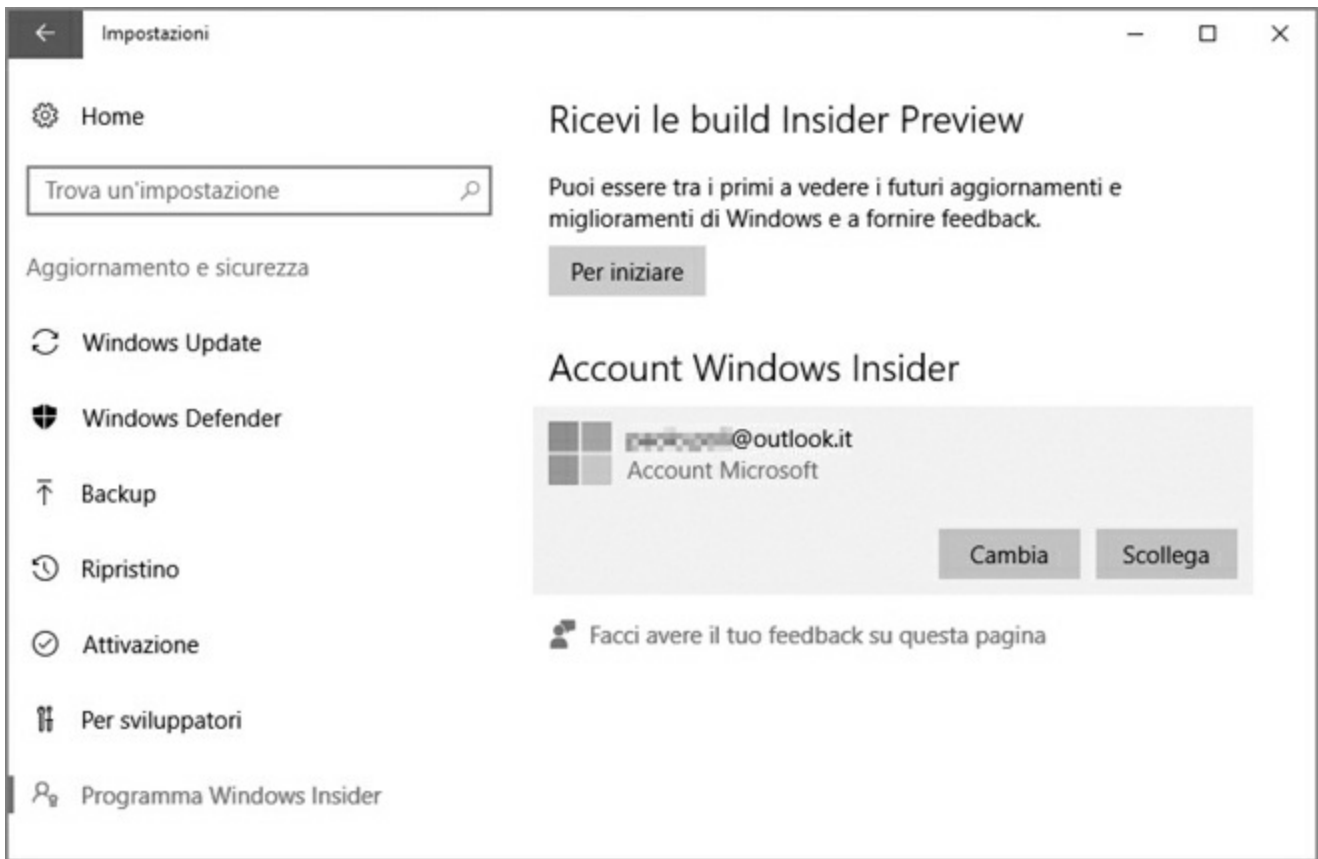 Impostazioni
Home
Trova un'impostazione
Aggiornamento e sicurezza
Windows Update
Windows Defender
Backup
Ripristino
Attivazione
Per sviluppatori
Programma Windows Insider
Ricevi le build Insider Preview
Puoi essere tra i primi a vedere i futuri aggiornamenti e
miglioramenti di Windows e a fornire feedback.
Per iniziare
Account Windows Insider
@outlook.it
Account Microsoft
Cambia
Scollega
Facci avere il tuo feedback su questa pagina